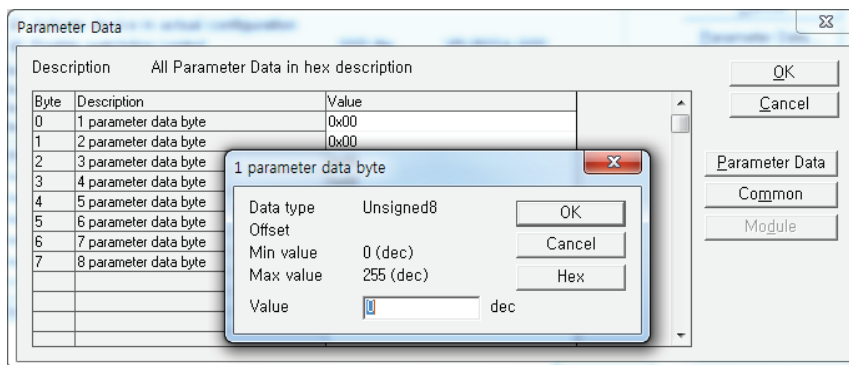 Parameter Data
Description All Parameter Data in hex description
OK
Cancel
Parameter Data
Common
Module
Byte Description Value
0 1 parameter data byte 0x00
1 2 parameter data byte 0x00
2 3 parameter data byte
3 4 parameter data byte
4 5 parameter data byte
5 6 parameter data byte
6 7 parameter data byte
7 8 parameter data byte
1 parameter data byte
Data type Unsigned8
Offset
Min value 0 (dec)
Max value 255 (dec)
Value 0 dec
OK
Cancel
Hex